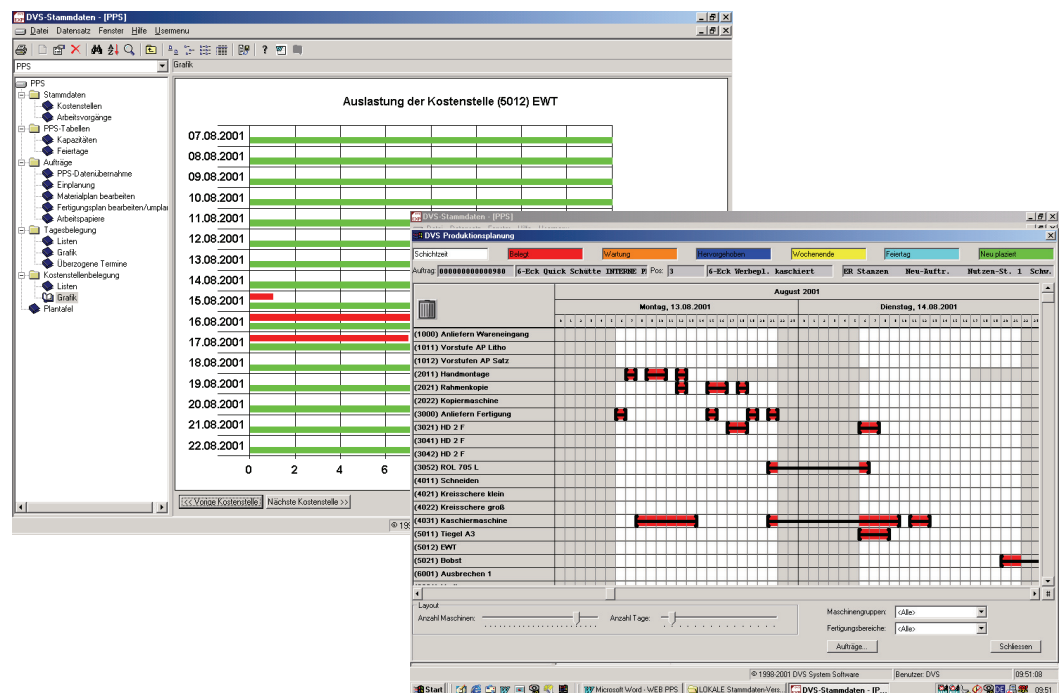 DVS-Stammdaten - [PPS]
Datei Datensatz Fenster Hilfe Usermenu
PPS
Grafik
PPS
Stammdaten
Kostenstellen
Arbeitsvorgänge
PPS-Tabellen
Kapazitäten
Feiertage
Aufträge
PPS-Datenübernahme
Einplanung
Materialplan bearbeiten
Fertigungsplan bearbeiten/umplan
Arbeitspapiere
Tagesbelegung
Listen
Grafik
Überzogene Termine
Kostenstellenbelegung
Listen
Grafik
Plantafel
Auslastung der Kostenstelle (5012) EWT
07.08.2001
08.08.2001
09.08.2001
10.08.2001
11.08.2001
12.08.2001
13.08.2001
14.08.2001
15.08.2001
16.08.2001
17.08.2001
18.08.2001
19.08.2001
20.08.2001
21.08.2001
22.08.2001
0 2 4 6
<< Vorige Kostenstelle
Nächste Kostenstelle >>
© 199
DVS-Stammdaten - [PPS]
DVS Produktionsplanung
Schichtzeit Belegt Wartung Hervorgehoben Wochenende Feiertag Neu plaziert
Auftrag 000000000000980 6-Eck Quick Schütte INTERNE P Pos: 3 6-Eck Werbepl. kaschiert ER Stanzen Neu-Auftr. Nutzen-St. 1 Schw.
August 2001
Montag, 13.08.2001 Dienstag, 14.08.2001
(1000) Anliefern Wareneingang
(1011) Vorstufe AP Litho
(1012) Vorstufen AP Satz
(2011) Handmontage
(2021) Rahmenkopie
(2022) Kopiermaschine
(3000) Anliefern Fertigung
(3021) HD 2 F
(3041) HD 2 F
(3042) HD 2 F
(3052) ROL 705 L
(4011) Schneiden
(4021) Kreisschere klein
(4022) Kreisschere groß
(4031) Kaschiermaschine
(5011) Tiegel A3
(5012) EWT
(5021) Bobst
(6001) Ausbrechen 1
Layout
Anzahl Maschinen: Anzahl Tage:
Maschinengruppen: <Alle>
Fertigungsbereiche: <Alle>
Aufträge... Schliessen
© 1998-2001 DVS System Software Benutzer: DVS 09:51:08
Start Microsoft Word - WEB PPS LOKALE Stammdaten-Vers... DVS-Stammdaten - [P... 09:51